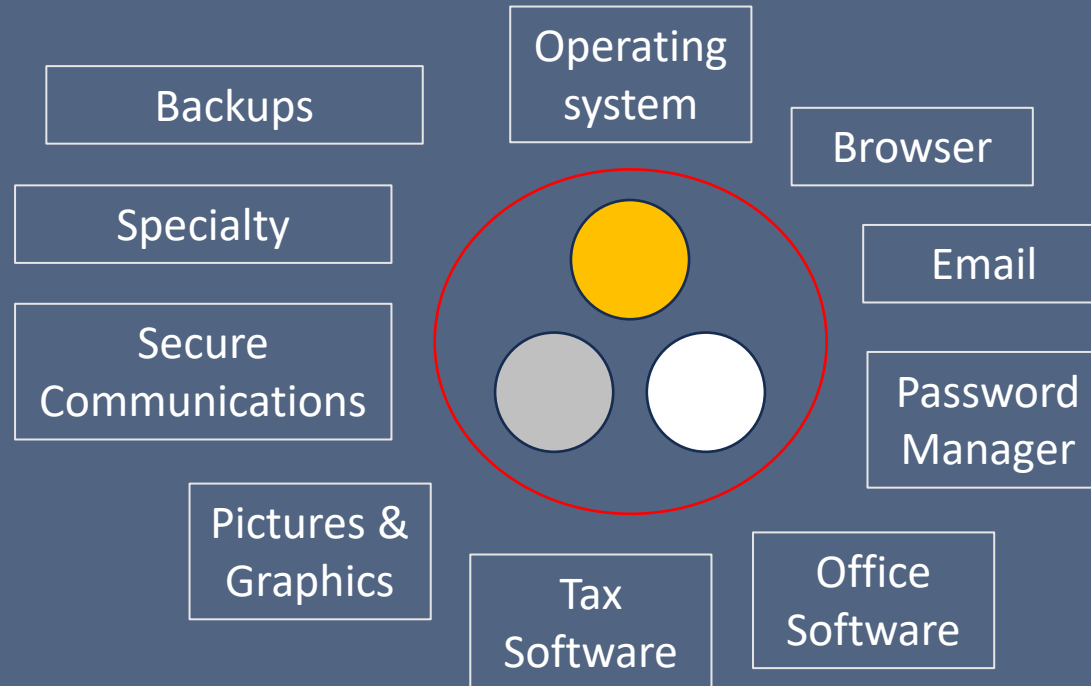 Operating
system
Backups
Browser
Specialty
Email
Secure
Communications
Password
Manager
Pictures &
Graphics
Tax
Software
Office
Software